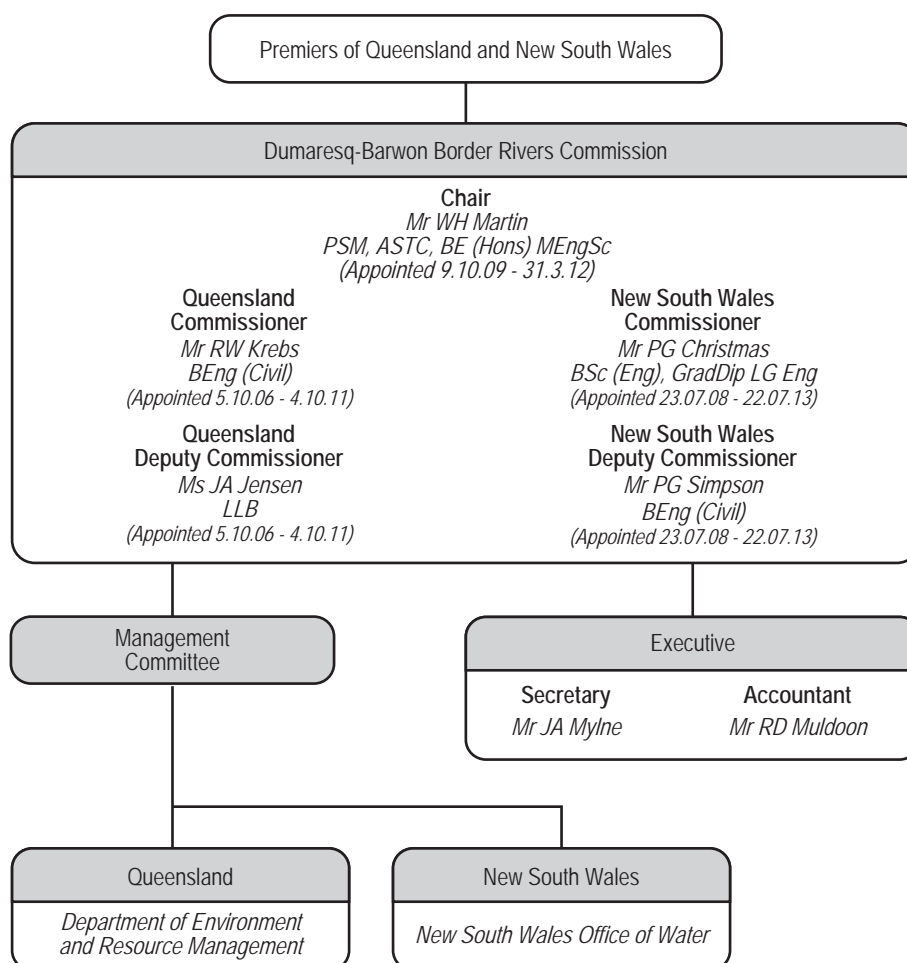 Premiers of Queensland and New South Wales
Dumaresq-Barwon Border Rivers Commission
Chair
Mr WH Martin
PSM, ASTC, BE (Hons) MEngSc
(Appointed 9.10.09 - 31.3.12)
Queensland
Commissioner
Mr RW Krebs
BEng (Civil)
(Appointed 5.10.06 - 4.10.11)
New South Wales
Commissioner
Mr PG Christmas
BSc (Eng), GradDip LG Eng
(Appointed 23.07.08 - 22.07.13)
Queensland
Deputy Commissioner
Ms JA Jensen
LLB
(Appointed 5.10.06 - 4.10.11)
New South Wales
Deputy Commissioner
Mr PG Simpson
BEng (Civil)
(Appointed 23.07.08 - 22.07.13)
Management
Committee
Executive
Secretary
Mr JA Mylne
Accountant
Mr RD Muldoon
Queensland
Department of Environment
and Resource Management
New South Wales
New South Wales Office of Water